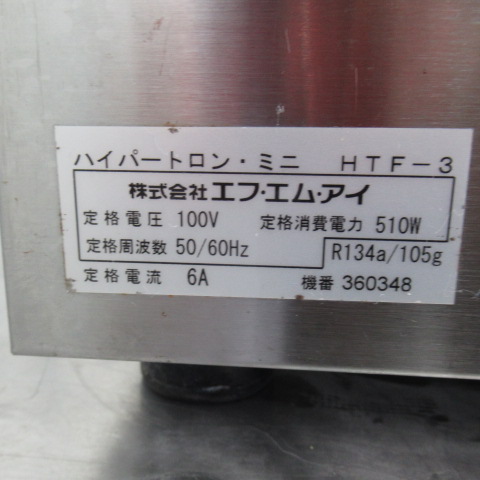 ハイパートロン・ミニ HTF-3
株式会社エフ・エム・アイ
定格電圧 100V 定格消費電力 510W
定格周波数 50/60Hz R134a/105g
定格電流 6A 機番 360348